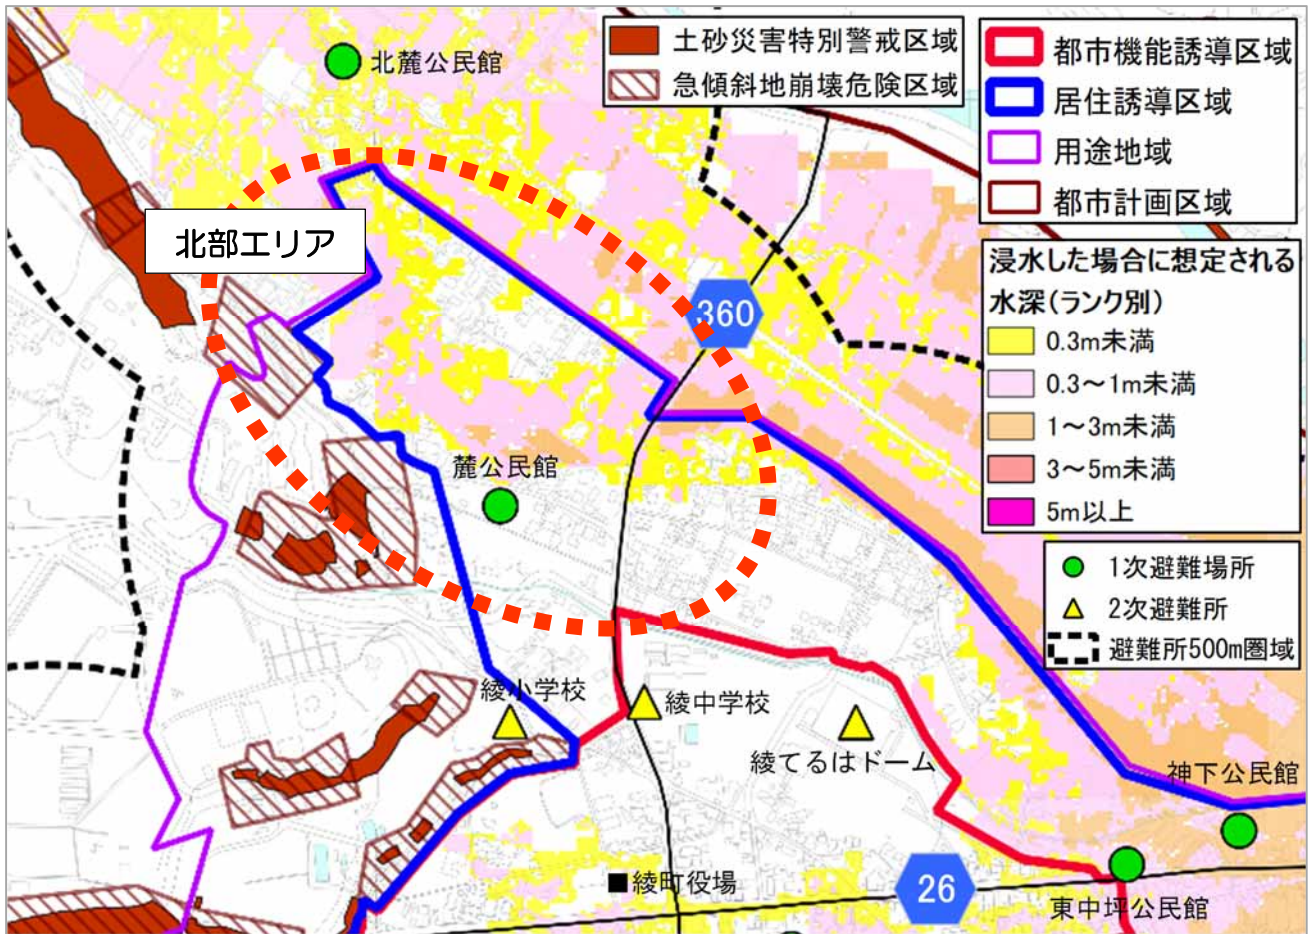 北麓公民館
土砂災害特別警戒区域
急傾斜地崩壊危険区域
都市機能誘導区域
居住誘導区域
用途地域
都市計画区域
北部エリア
浸水した場合に想定される
水深(ランク別)
0.3m未満
0.3～1m未満
1～3m未満
3～5m未満
5m以上
360
麓公民館
1次避難場所
2次避難所
避難所500m圏域
綾小学校
綾中学校
綾てるはドーム
神下公民館
綾町役場
26
東中坪公民館